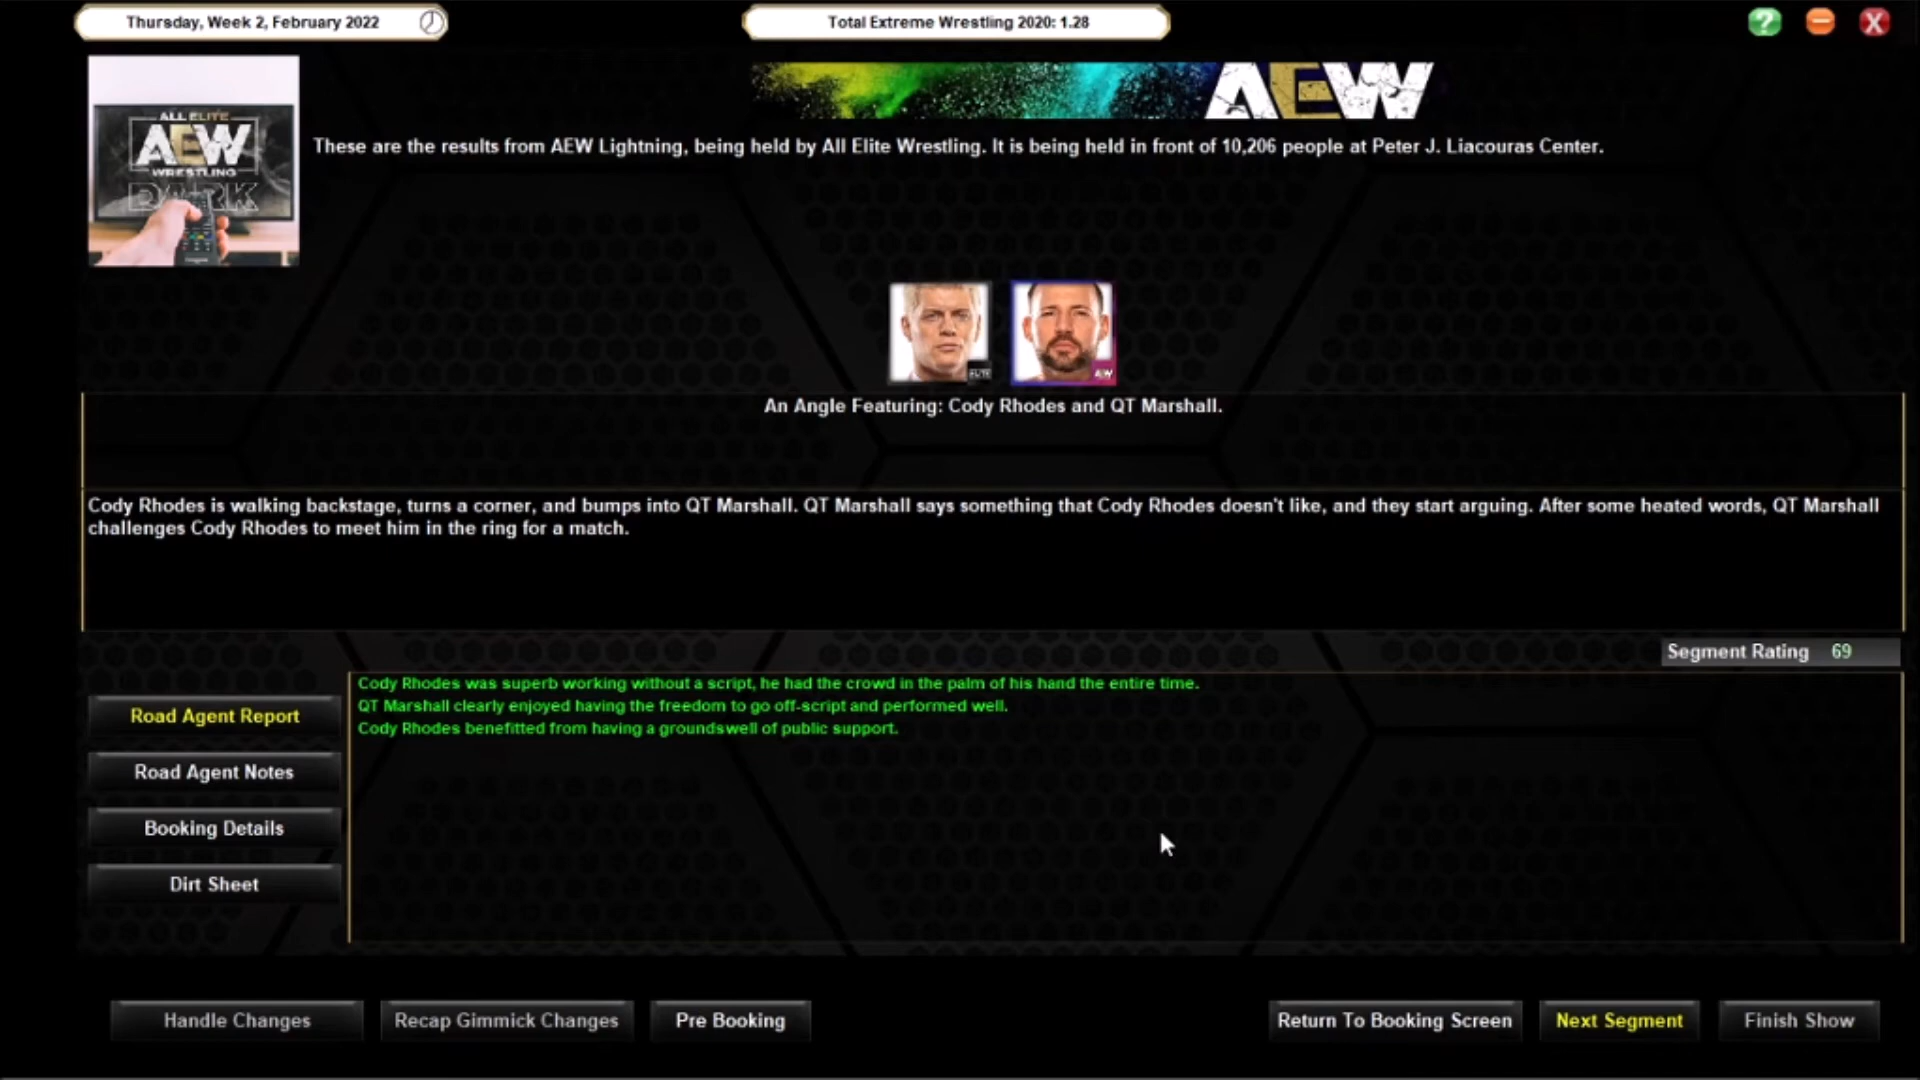 Thursday, Week 2, February 2022
Total Extreme Wrestling 2020: 1.28
ALL ELITE
AEW
WRESTLING
DARK
AEW
These are the results from AEW Lightning, being held by All Elite Wrestling. It is being held in front of 10,206 people at Peter J. Liacouras Center.
ELITE
AEW
An Angle Featuring: Cody Rhodes and QT Marshall.
Cody Rhodes is walking backstage, turns a corner, and bumps into QT Marshall. QT Marshall says something that Cody Rhodes doesn't like, and they start arguing. After some heated words, QT Marshall
challenges Cody Rhodes to meet him in the ring for a match.
Segment Rating 69
Road Agent Report
Road Agent Notes
Booking Details
Dirt Sheet
Cody Rhodes was superb working without a script, he had the crowd in the palm of his hand the entire time.
QT Marshall clearly enjoyed having the freedom to go off-script and performed well.
Cody Rhodes benefitted from having a groundswell of public support.
Handle Changes
Recap Gimmick Changes
Pre Booking
Return To Booking Screen
Next Segment
Finish Show